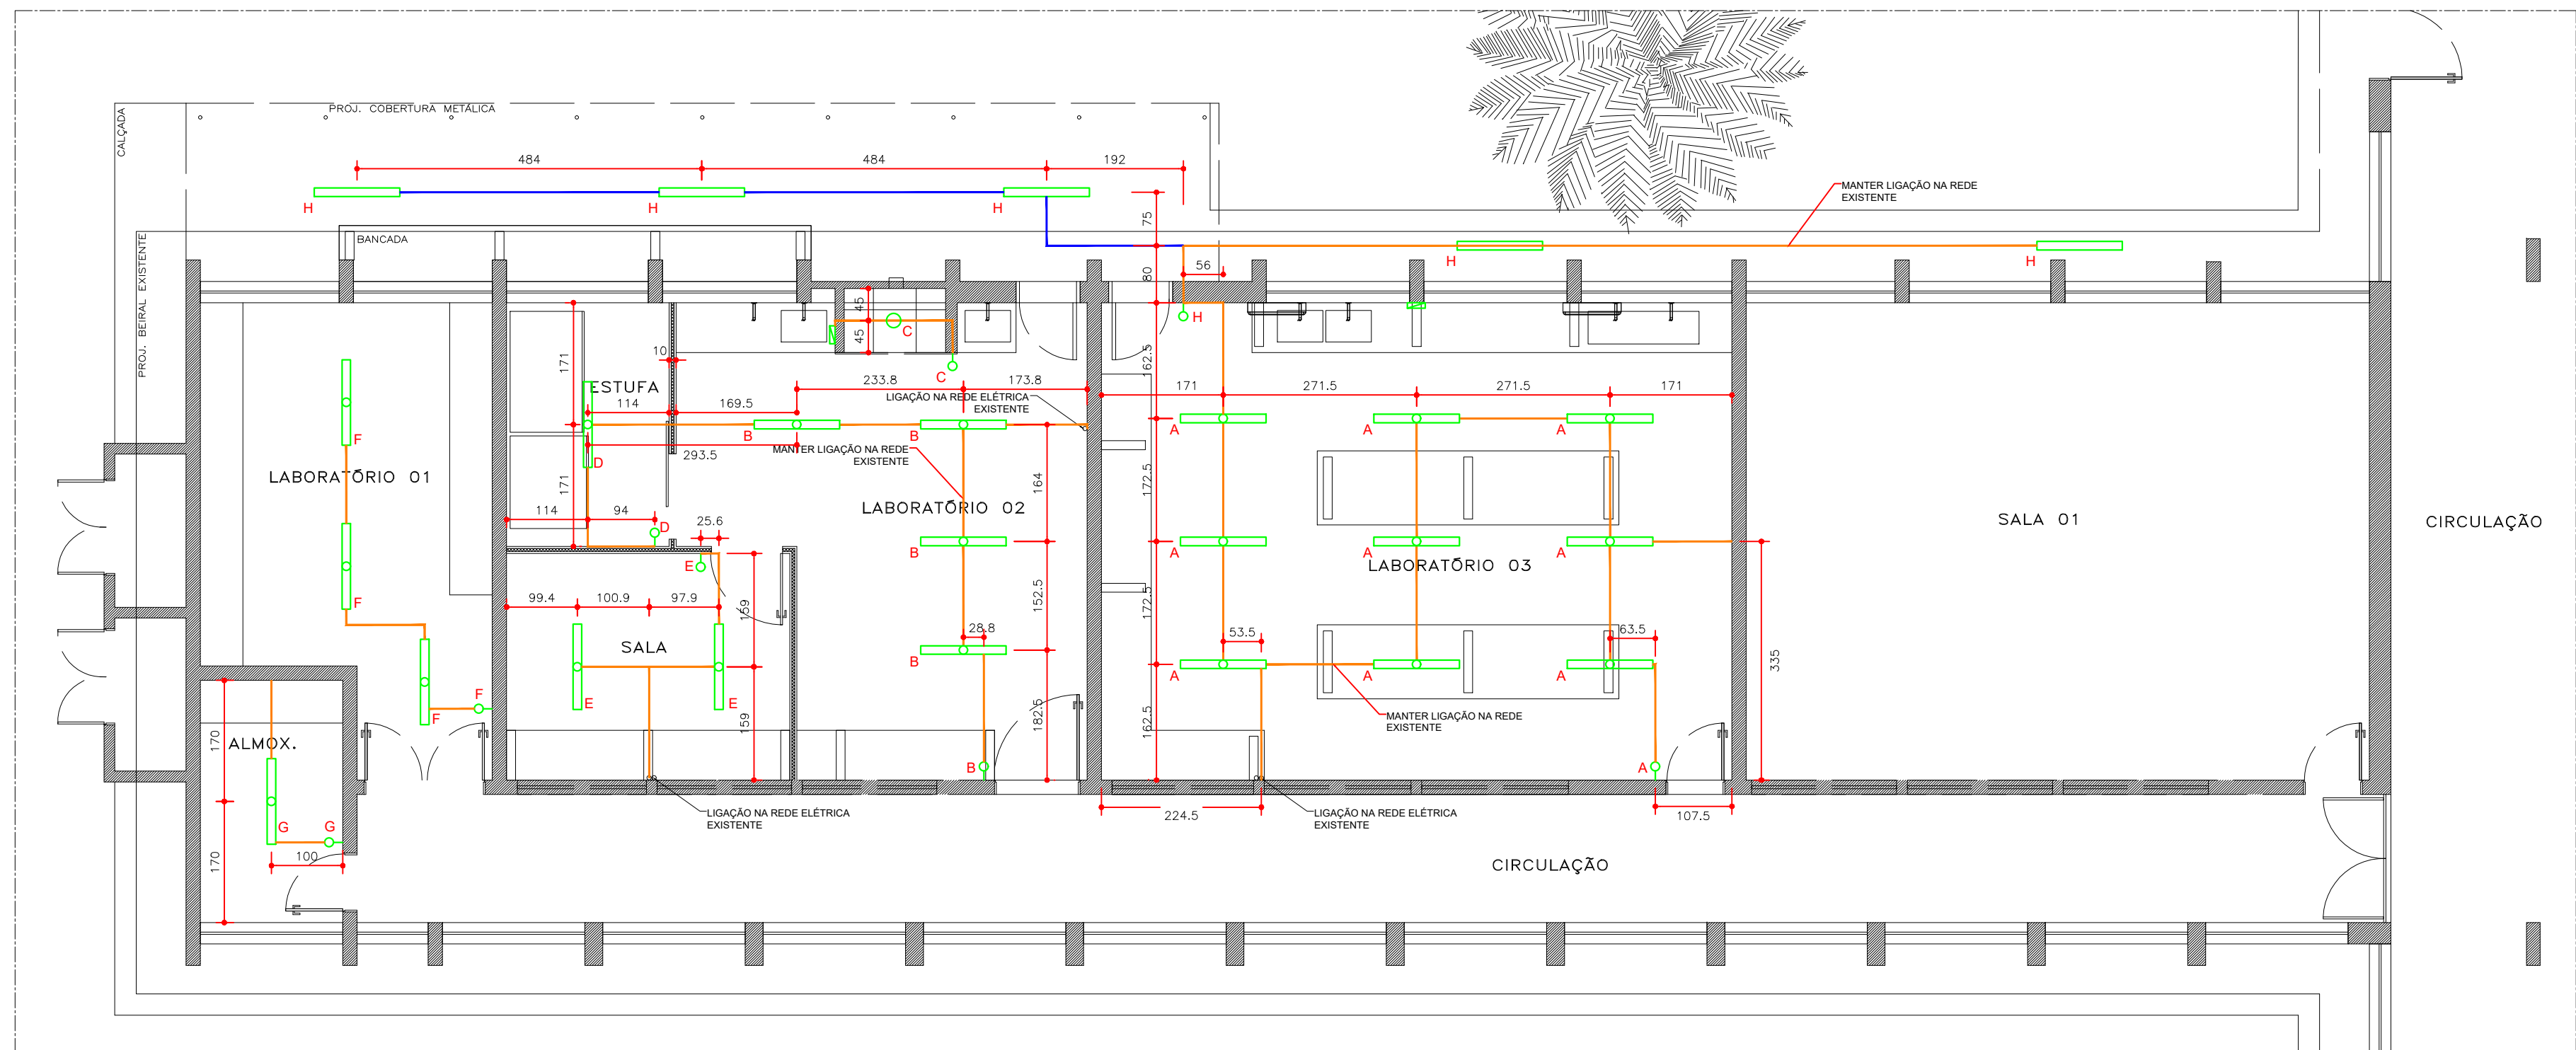 PROJ. COBERTURA METÁLICA
CALÇADA
484
484
192
H
H
H
75
MANTER LIGAÇÃO NA REDE
EXISTENTE
PROJ. BEIRAL EXISTENTE
BANCADA
H
H
80
56
45
45
C
H
10
171
ESTUFA
C
162.5
114
169.5
233.8
173.8
LIGAÇÃO NA REDE ELÉTRICA
EXISTENTE
171
271.5
271.5
171
F
B
B
A
A
A
293.5
MANTER LIGAÇÃO NA REDE
EXISTENTE
D
LABORATÓRIO 01
171
164
172.5
LABORATÓRIO 02
114
94
D
25.6
SALA 01
CIRCULAÇÃO
B
A
A
A
E
LABORATÓRIO 03
F
99.4
100.9
97.9
159
152.5
172.5
SALA
28.8
53.5
63.5
B
335
A
A
A
F
E
E
159
182.5
162.5
MANTER LIGAÇÃO NA REDE
EXISTENTE
F
170
ALMOX.
B
A
LIGAÇÃO NA REDE ELÉTRICA
EXISTENTE
224.5
LIGAÇÃO NA REDE ELÉTRICA
EXISTENTE
107.5
G
G
170
100
CIRCULAÇÃO